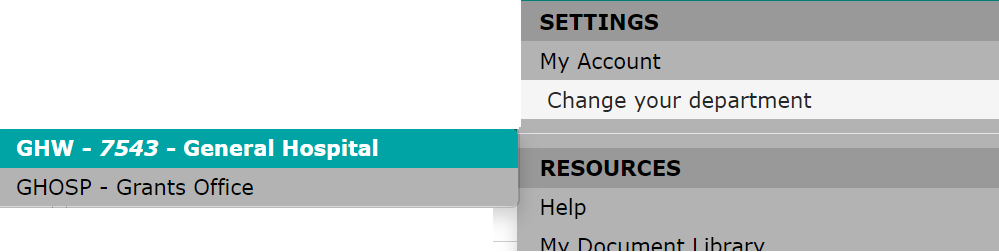 SETTINGS
My Account
Change your department
GHW - 7543 - General Hospital
GHOSP - Grants Office
RESOURCES
Help
My Document Library